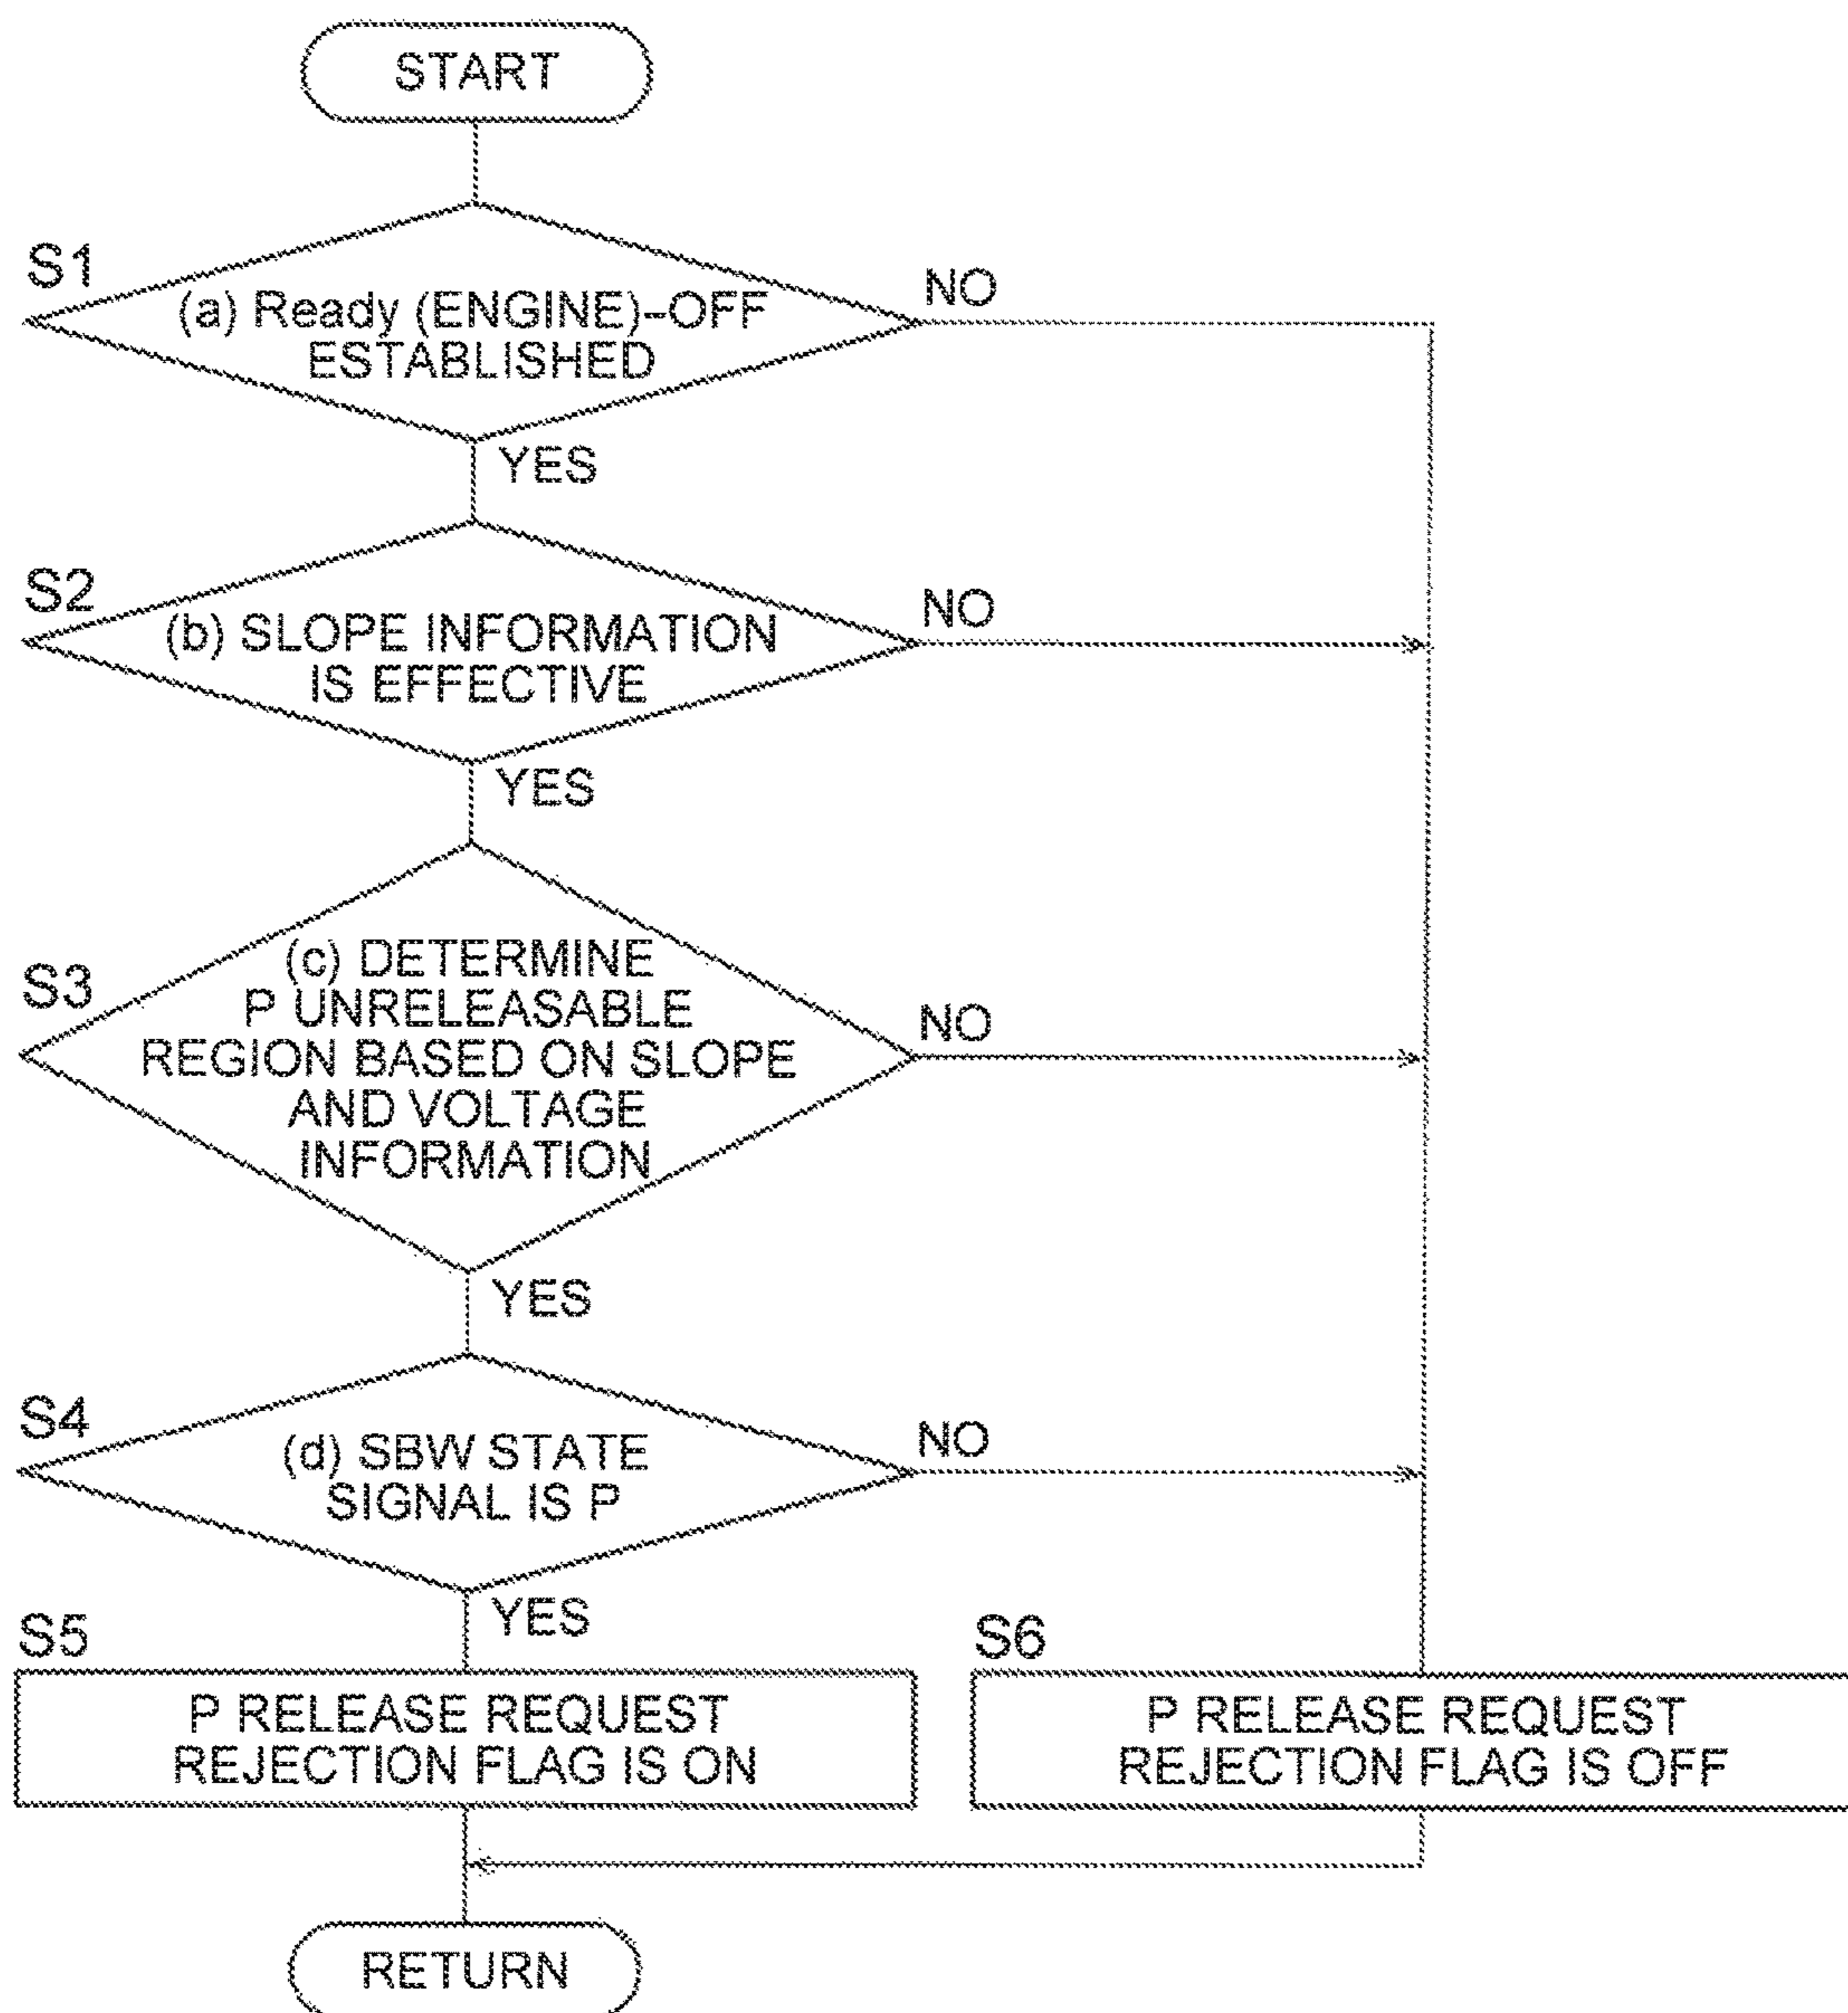 START
S1
(a) Ready (ENGINE)-OFF
ESTABLISHED
NO
YES
S2
(b) SLOPE INFORMATION
IS EFFECTIVE
NO
YES
S3
(c) DETERMINE
P UNRELEASABLE
REGION BASED ON SLOPE
AND VOLTAGE
INFORMATION
NO
YES
S4
(d) SBW STATE
SIGNAL IS P
NO
YES
S5
P RELEASE REQUEST
REJECTION FLAG IS ON
S6
P RELEASE REQUEST
REJECTION FLAG IS OFF
RETURN